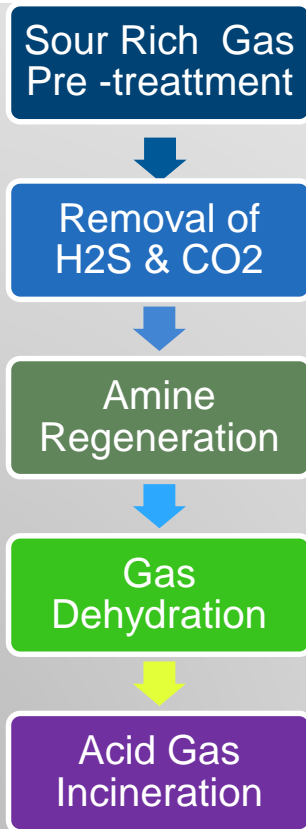 Sour Rich Gas
Pre -treattment
Removal of
H2S & CO2
Amine
Regeneration
Gas
Dehydration
Acid Gas
Incineration